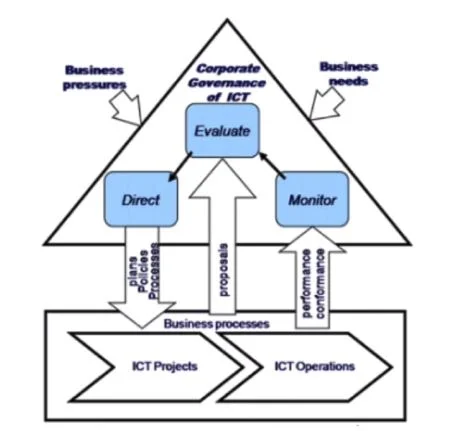 Business
pressures
Corporate
Governance
of ICT
Business
needs
Evaluate
Direct
Monitor
plans
Policies
Processes
proposals
performance
conformance
Business processes
ICT Projects
ICT Operations